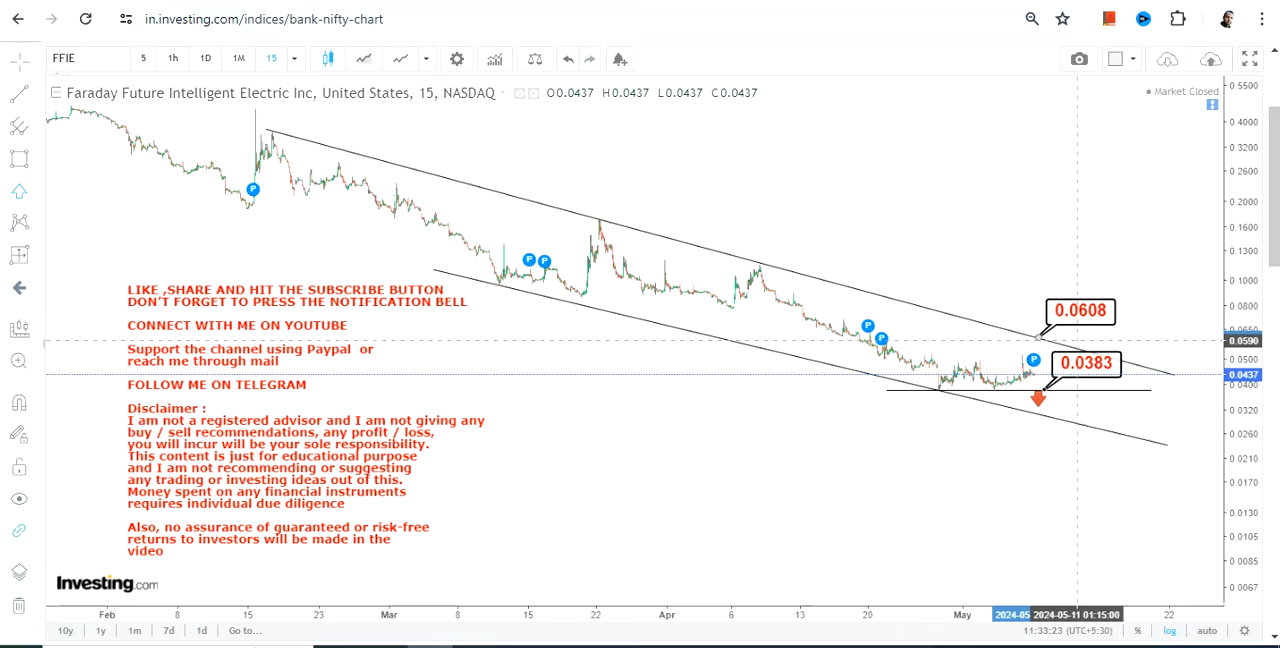 in.investing.com/indices/bank-nifty-chart
FFIE 5 1h 1D 1M 15
Faraday Future Intelligent Electric Inc, United States, 15, NASDAQ O0.0437 H0.0437 L0.0437 C0.0437
Market Closed
0.5500
0.4000
0.3200
0.2600
0.2000
0.1600
0.1300
0.1000
0.0800
0.0590
0.0500
0.0437
0.0400
0.0320
0.0260
0.0210
0.0170
0.0130
0.0105
0.0085
0.0067
P
P P
P
P
P
0.0608
0.0383
LIKE ,SHARE AND HIT THE SUBSCRIBE BUTTON
DON'T FORGET TO PRESS THE NOTIFICATION BELL
CONNECT WITH ME ON YOUTUBE
Support the channel using Paypal or
reach me through mail
FOLLOW ME ON TELEGRAM
Disclaimer :
I am not a registered advisor and I am not giving any
buy / sell recommendations, any profit / loss,
you will incur will be your sole responsibility.
This content is just for educational purpose
and I am not recommending or suggesting
any trading or investing ideas out of this.
Money spent on any financial instruments
requires individual due diligence
Also, no assurance of guaranteed or risk-free
returns to investors will be made in the
video
Investing.com
Feb 8 15 23 Mar 8 15 22 Apr 6 13 20 May 2024-05 2024-05-11 01:15:00 22
10y 1y 1m 7d 1d Go to... 11:33:23 (UTC+5:30) % log auto